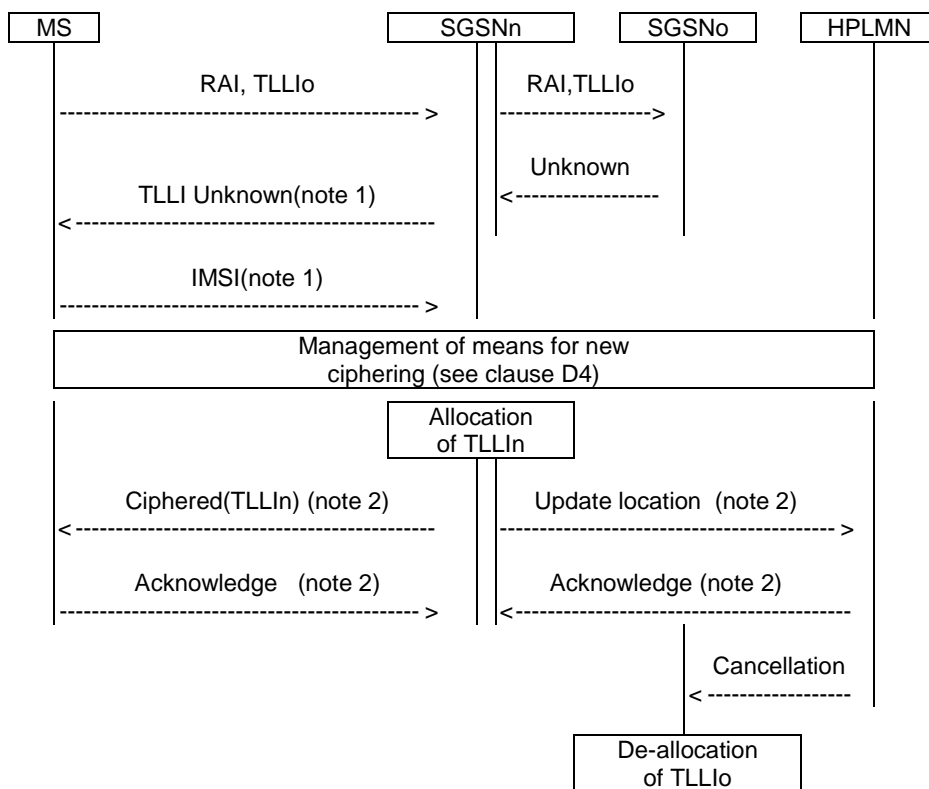 MS SGSNn SGSNo HPLMN
RAI, TLLIo RAI,TLLIo
Unknown
TLLI Unknown(note 1)
IMSI(note 1)
Management of means for new
ciphering (see clause D4)
Allocation
of TLLIn
Ciphered(TLLIn) (note 2) Update location (note 2)
Acknowledge (note 2) Acknowledge (note 2)
Cancellation
De-allocation
of TLLIo